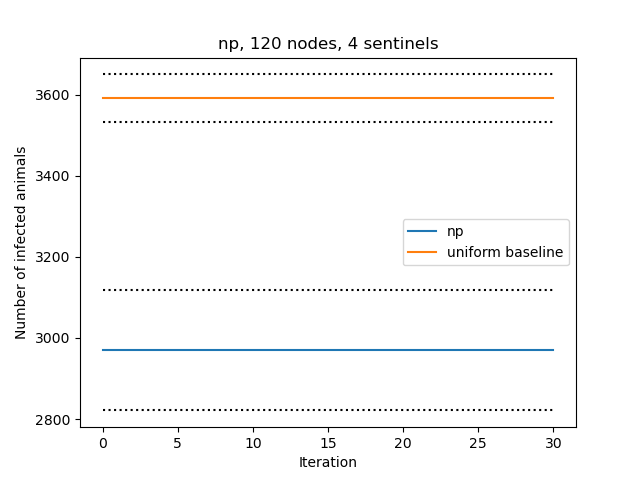 np, 120 nodes, 4 sentinels
Number of infected animals
3600
3400
3200
3000
2800
np
uniform baseline
0 5 10 15 20 25 30
Iteration